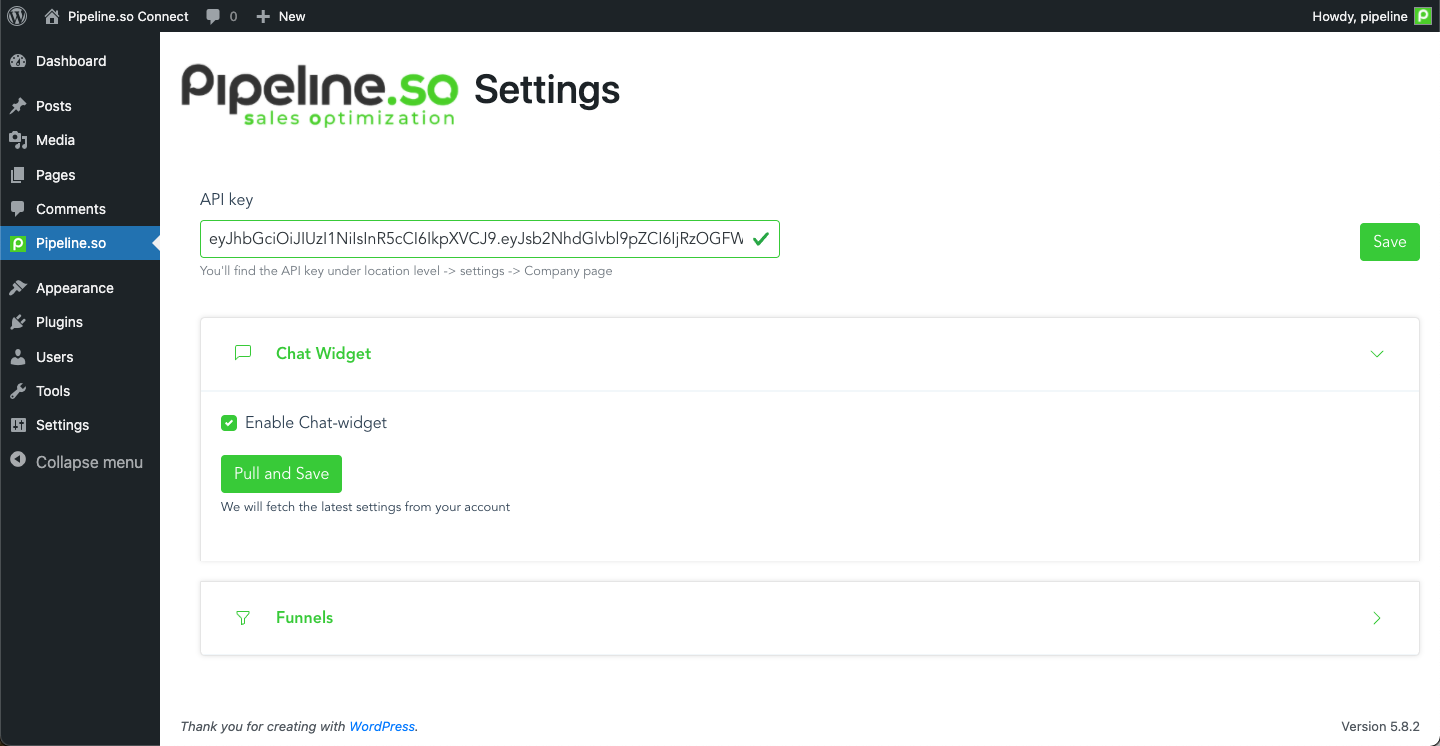 Pipeline.so Connect 0 New Howdy, pipeline
Dashboard
Posts
Media
Pages
Comments
Pipeline.so
Appearance
Plugins
Users
Tools
Settings
Collapse menu
Pipeline.so Settings
sales optimization
API key
eyJhbGciOiJIUzI1NiIsInR5cCI6IkpXVCJ9.eyJsb2NhdGlvbl9pZCI6IjRzOGFW
Save
You'll find the API key under location level -> settings -> Company page
Chat Widget
Enable Chat-widget
Pull and Save
We will fetch the latest settings from your account
Funnels
Thank you for creating with WordPress.
Version 5.8.2